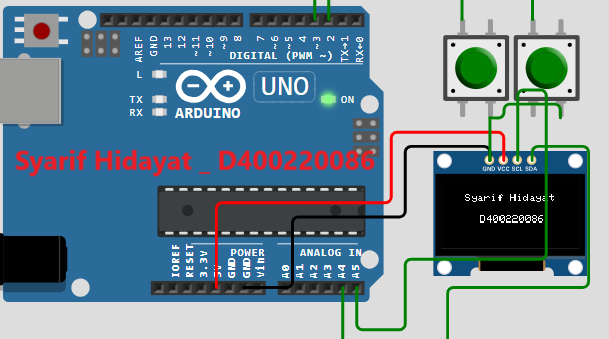 AREF
GND
13
12
~11
~10
~9
8
7
~6
~5
4
~3
2
TX→1
RX←0
DIGITAL (PWM ~)
L
TX
RX
ARDUINO
UNO
ON
Syarif Hidayat _ D400220086
GND VCC SCL SDA
Syarif Hidayat
D400220086
POWER
ANALOG IN
IOREF
RESET
3.3V
5V
GND
GND
Vin
A0
A1
A2
A3
A4
A5